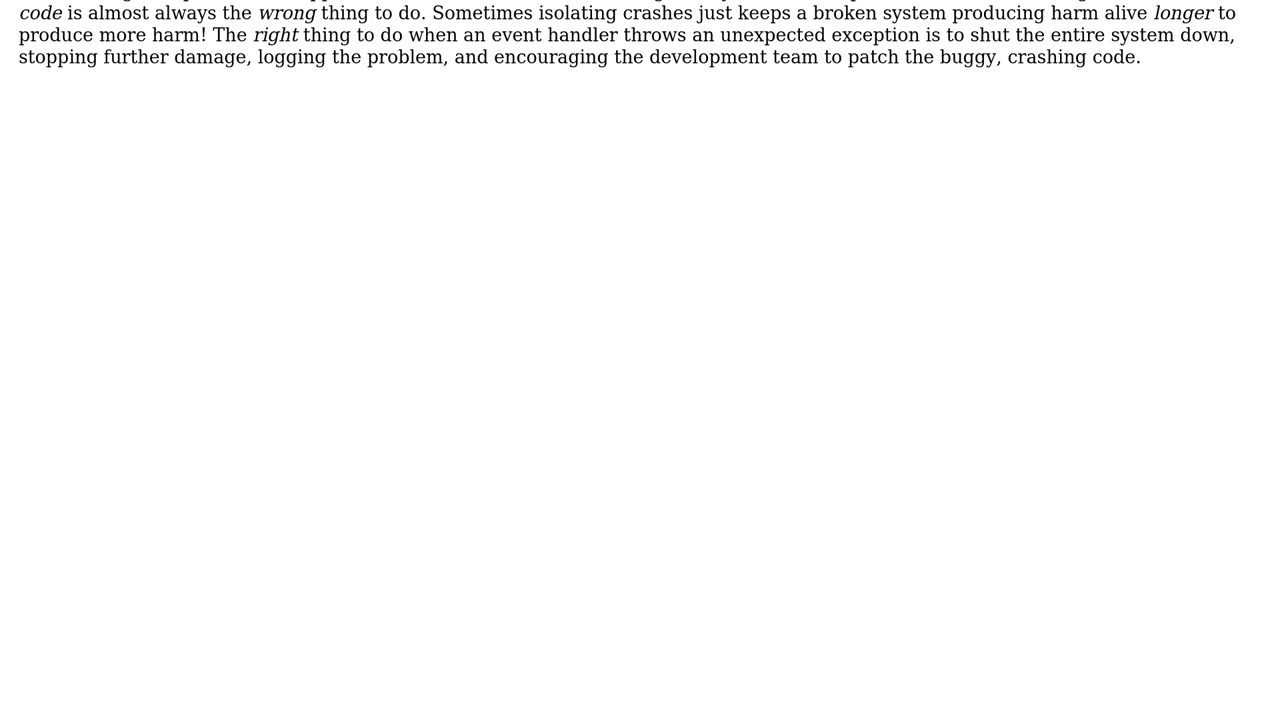 code is almost always the wrong thing to do. Sometimes isolating crashes just keeps a broken system producing harm alive longer to
produce more harm! The right thing to do when an event handler throws an unexpected exception is to shut the entire system down,
stopping further damage, logging the problem, and encouraging the development team to patch the buggy, crashing code.